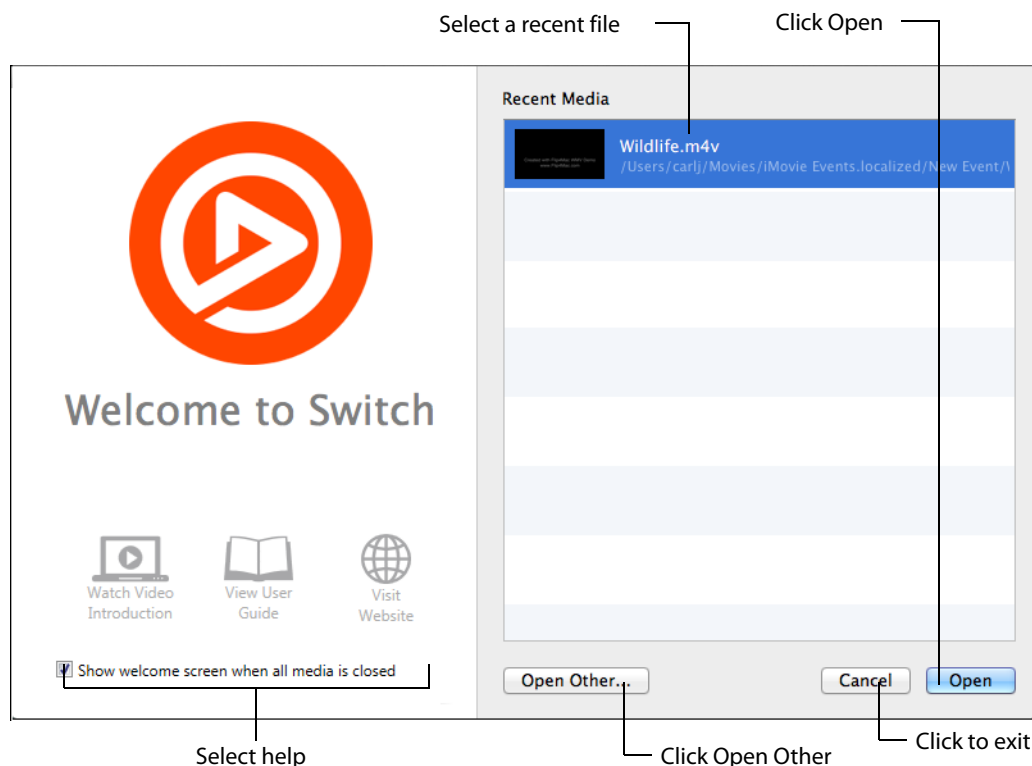 Select a recent file
Click Open
Recent Media
Wildlife.m4v
/Users/carlj/Movies/iMovie Events.localized/New Event/
Welcome to Switch
Watch Video
Introduction
View User
Guide
Visit
Website
Show welcome screen when all media is closed
Open Other...
Cancel
Open
Select help
Click Open Other
Click to exit